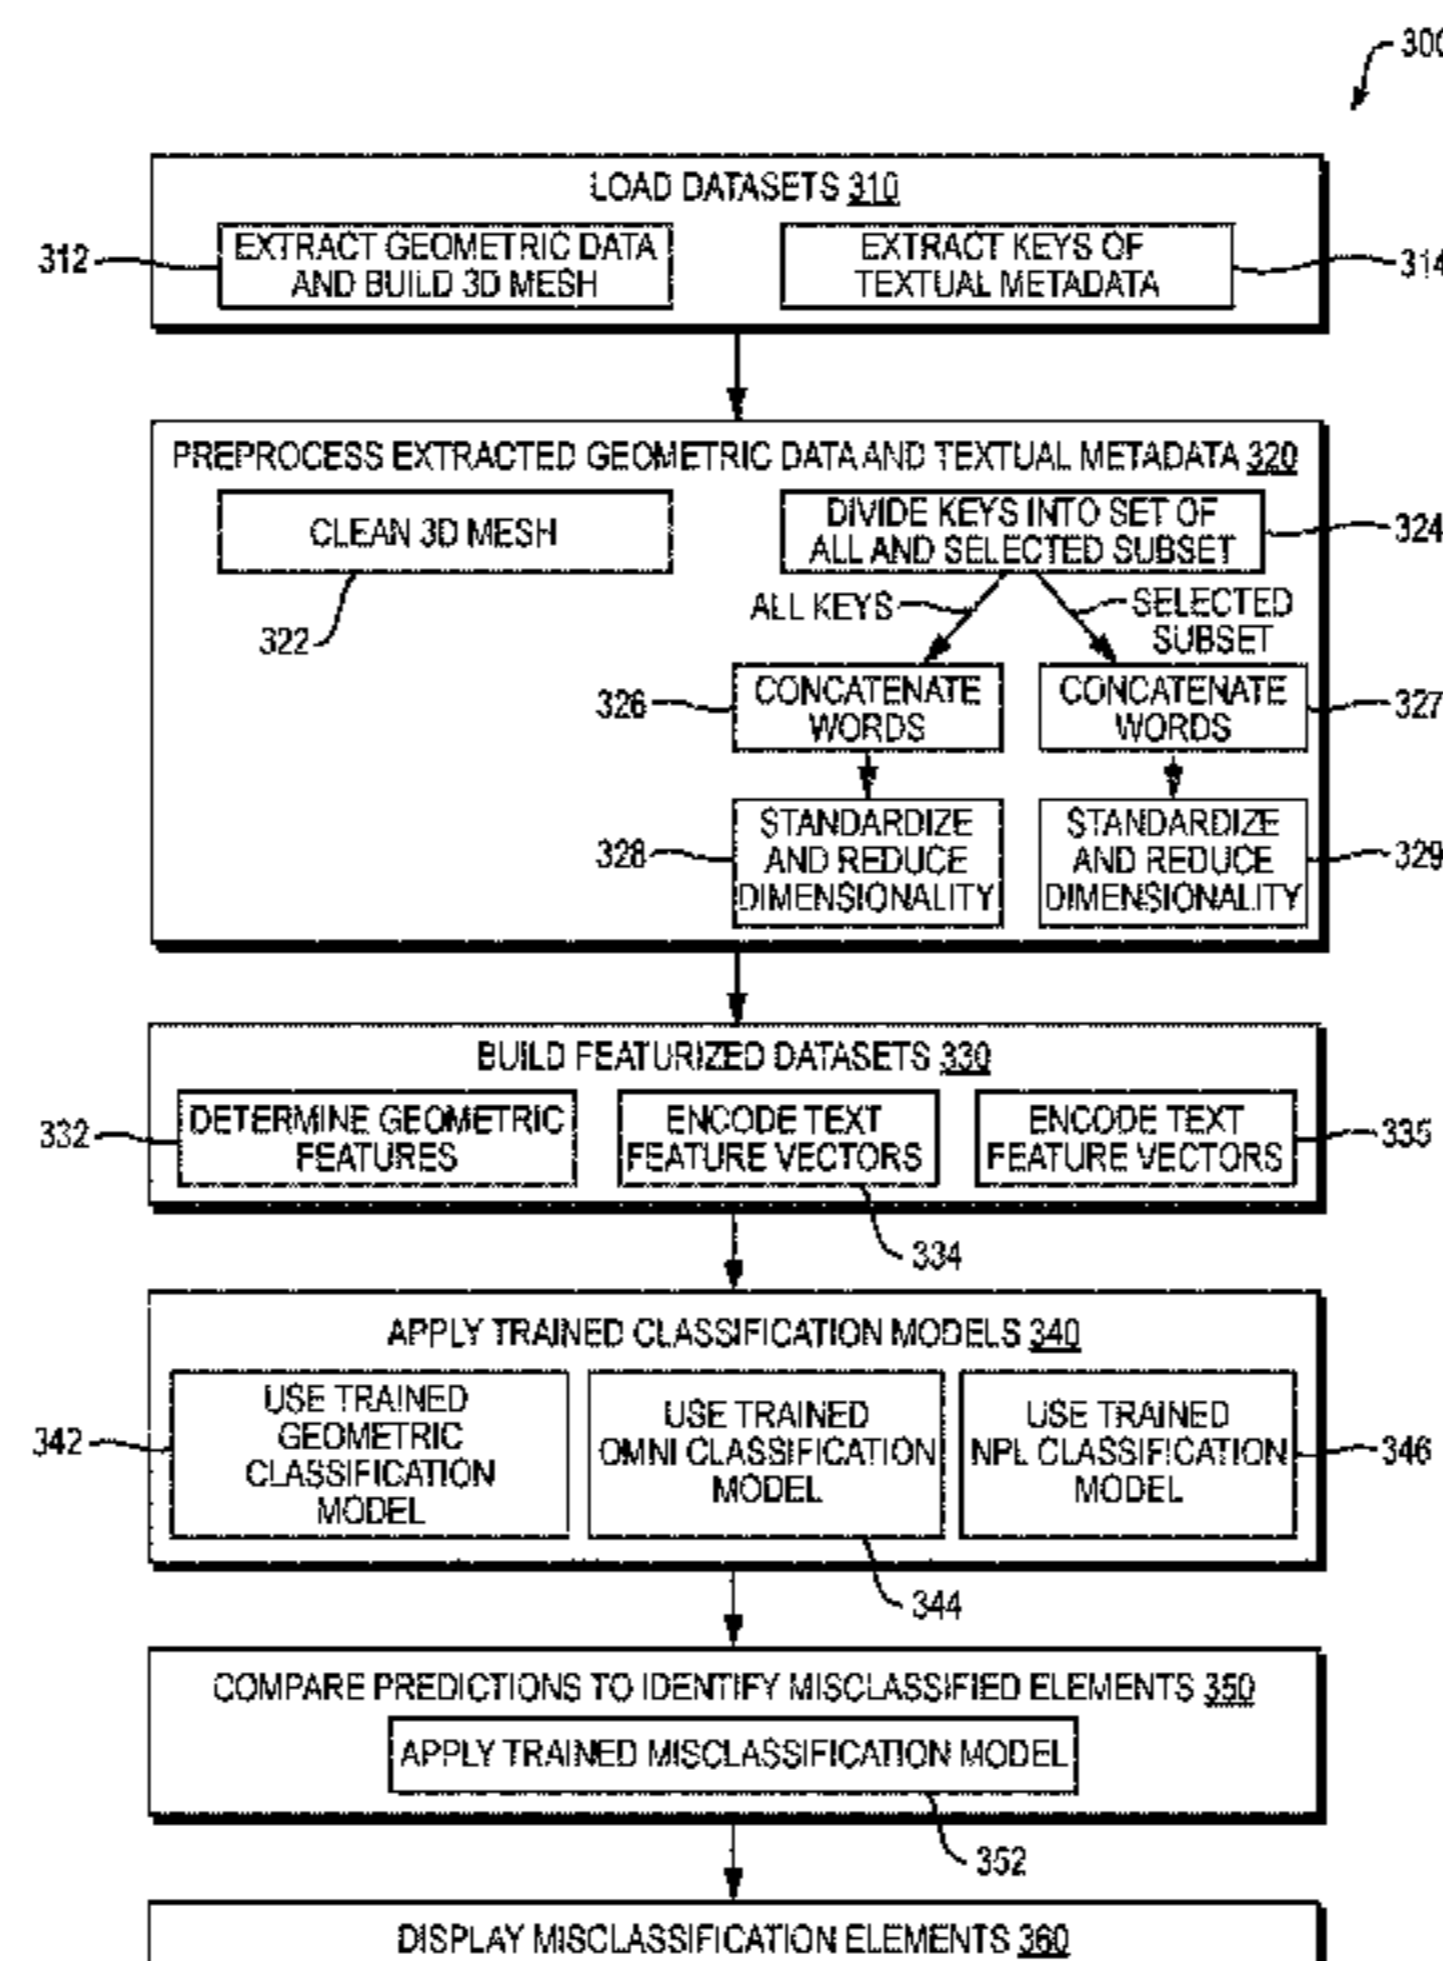 300
LOAD DATASETS 310
312
EXTRACT GEOMETRIC DATA
AND BUILD 3D MESH
EXTRACT KEYS OF
TEXTUAL METADATA
314
PREPROCESS EXTRACTED GEOMETRIC DATA AND TEXTUAL METADATA 320
CLEAN 3D MESH
322
DIVIDE KEYS INTO SET OF
ALL AND SELECTED SUBSET
324
ALL KEYS
SELECTED
SUBSET
326
CONCATENATE
WORDS
CONCATENATE
WORDS
327
328
STANDARDIZE
AND REDUCE
DIMENSIONALITY
STANDARDIZE
AND REDUCE
DIMENSIONALITY
329
BUILD FEATURIZED DATASETS 330
332
DETERMINE GEOMETRIC
FEATURES
ENCODE TEXT
FEATURE VECTORS
334
ENCODE TEXT
FEATURE VECTORS
335
APPLY TRAINED CLASSIFICATION MODELS 340
342
USE TRAINED
GEOMETRIC
CLASSIFICATION
MODEL
USE TRAINED
OMNI CLASSIFICATION
MODEL
344
USE TRAINED
NPL CLASSIFICATION
MODEL
346
COMPARE PREDICTIONS TO IDENTIFY MISCLASSIFIED ELEMENTS 350
APPLY TRAINED MISCLASSIFICATION MODEL
352
DISPLAY MISCLASSIFICATION ELEMENTS 360